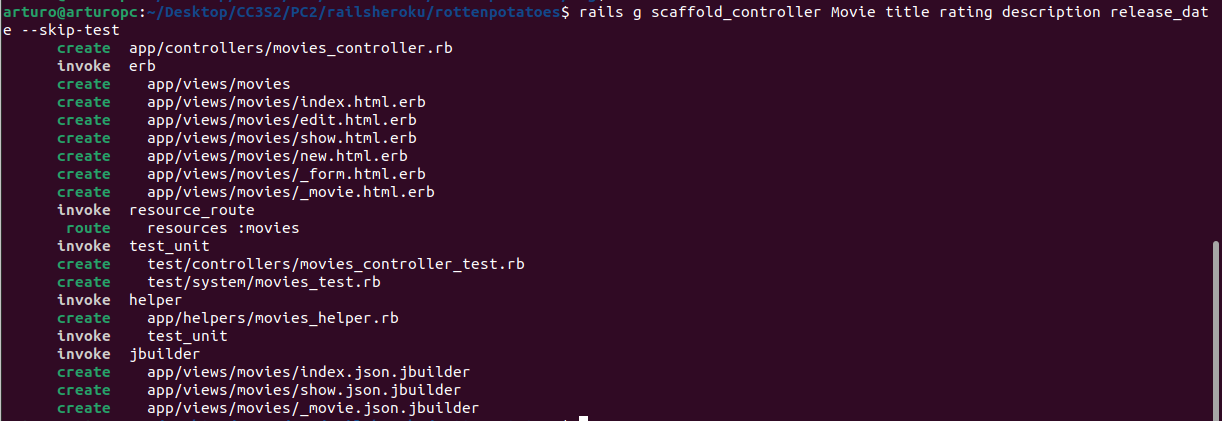 arturo@arturopc:~/Desktop/CC3S2/PC2/railsheroku/rottenpotatoes$ rails g scaffold_controller Movie title rating description release_dat
e --skip-test
create app/controllers/movies_controller.rb
invoke erb
create app/views/movies
create app/views/movies/index.html.erb
create app/views/movies/edit.html.erb
create app/views/movies/show.html.erb
create app/views/movies/new.html.erb
create app/views/movies/_form.html.erb
create app/views/movies/_movie.html.erb
invoke resource_route
route resources :movies
invoke test_unit
create test/controllers/movies_controller_test.rb
create test/system/movies_test.rb
invoke helper
create app/helpers/movies_helper.rb
invoke test_unit
invoke jbuilder
create app/views/movies/index.json.jbuilder
create app/views/movies/show.json.jbuilder
create app/views/movies/_movie.json.jbuilder